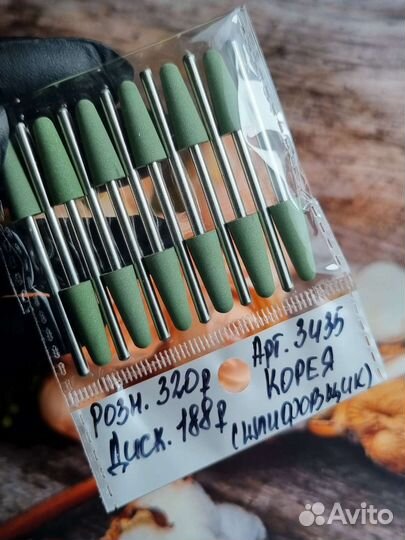 РОЗН. 320₽ Арт. 3435
Диск. 188₽ КОРЕЯ
(шлифовщик)
Avito